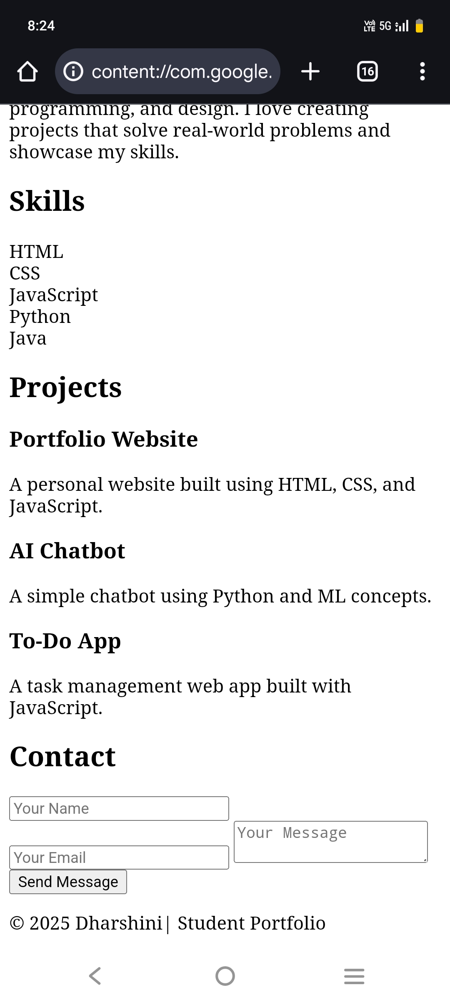 8:24
Vo)) LTE 5G
content://com.google.
16
programming, and design. I love creating
projects that solve real-world problems and
showcase my skills.
Skills
HTML
CSS
JavaScript
Python
Java
Projects
Portfolio Website
A personal website built using HTML, CSS, and
JavaScript.
AI Chatbot
A simple chatbot using Python and ML concepts.
To-Do App
A task management web app built with
JavaScript.
Contact
Your Name
Your Message
Your Email
Send Message
© 2025 Dharshini| Student Portfolio